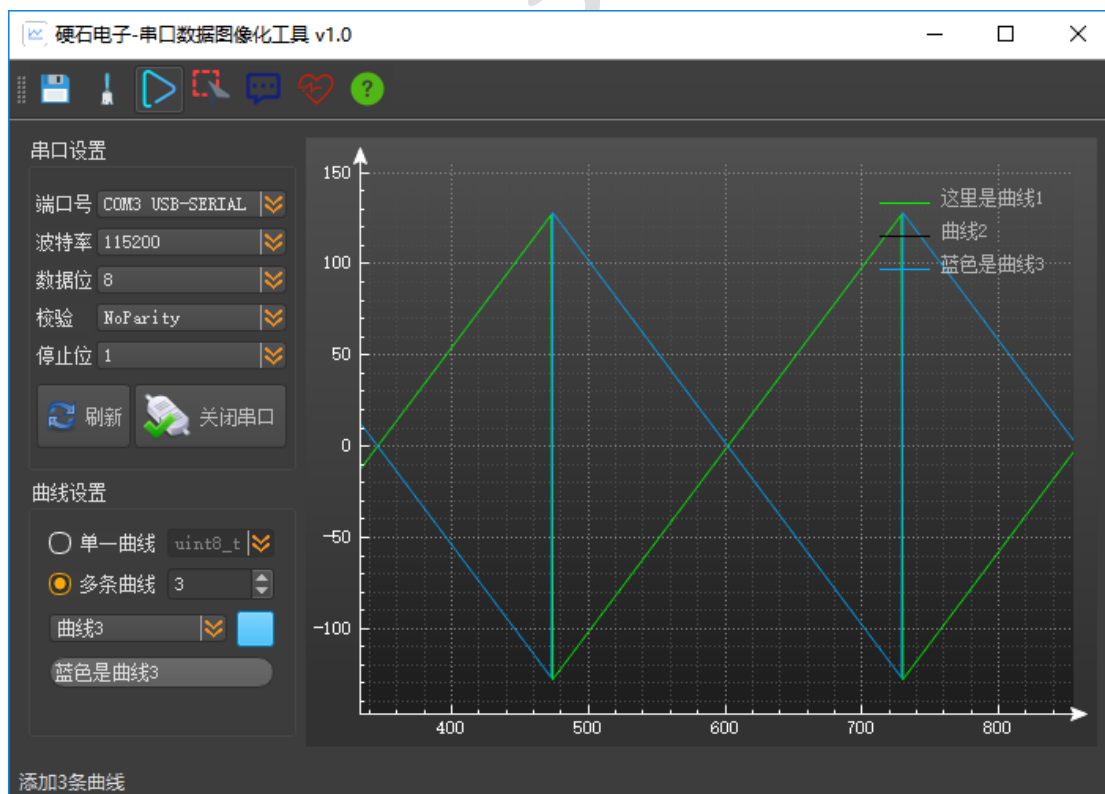 硬石电子-串口数据图像化工具 v1.0
串口设置
端口号 COM3 USB-SERIAL
波特率 115200
数据位 8
校验 NoParity
停止位 1
刷新 关闭串口
曲线设置
单一曲线 uint8_t
多条曲线 3
曲线3
蓝色是曲线3
150
100
50
0
-50
-100
400 500 600 700 800
这里是曲线1
曲线2
蓝色是曲线3
添加3条曲线